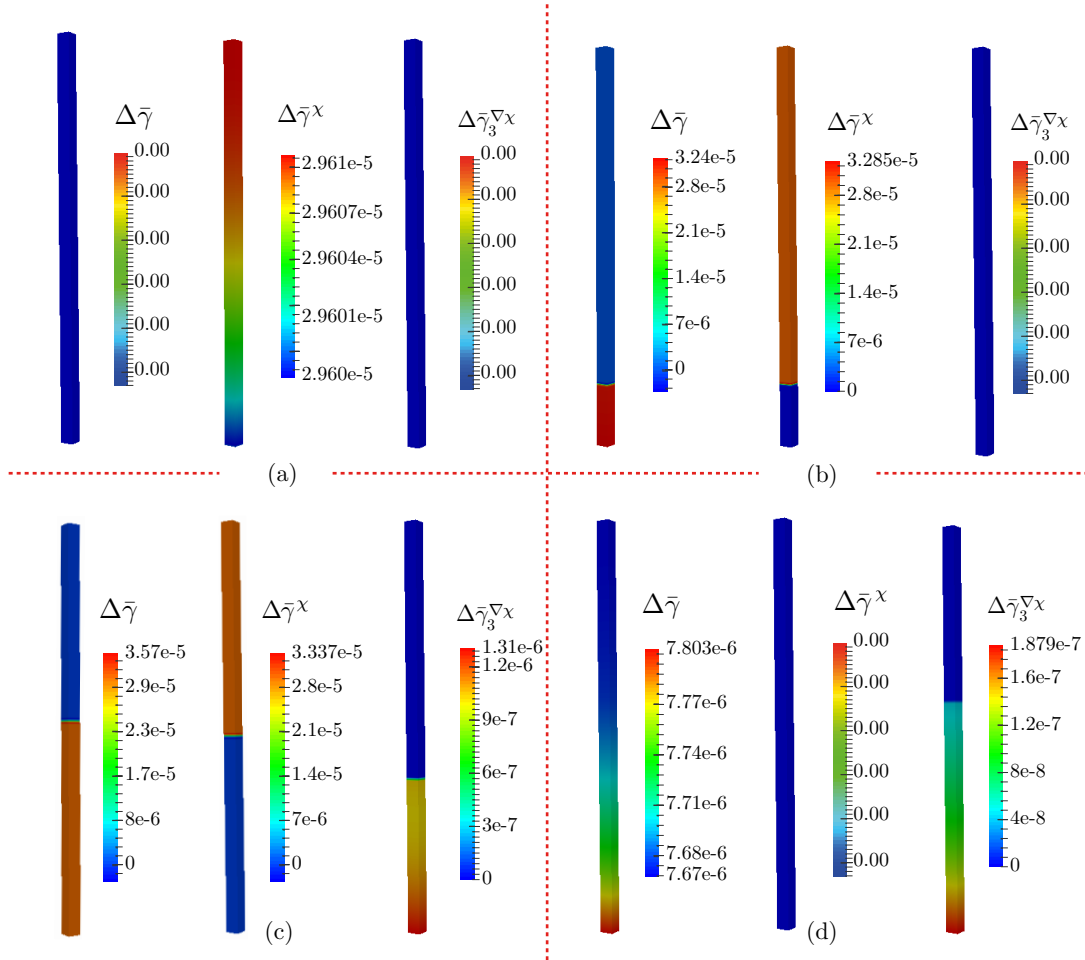 Δγ̄
0.00
0.00
0.00
0.00
0.00
0.00
Δγ̄^χ
2.961e-5
2.9607e-5
2.9604e-5
2.9601e-5
2.960e-5
Δγ̄₃^∇χ
0.00
0.00
0.00
0.00
0.00
0.00
(a)
Δγ̄
3.24e-5
2.8e-5
2.1e-5
1.4e-5
7e-6
0
Δγ̄^χ
3.285e-5
2.8e-5
2.1e-5
1.4e-5
7e-6
0
Δγ̄₃^∇χ
0.00
0.00
0.00
0.00
0.00
0.00
(b)
Δγ̄
3.57e-5
2.9e-5
2.3e-5
1.7e-5
8e-6
0
Δγ̄^χ
3.337e-5
2.8e-5
2.1e-5
1.4e-5
7e-6
0
Δγ̄₃^∇χ
1.31e-6
1.2e-6
9e-7
6e-7
3e-7
0
(c)
Δγ̄
7.803e-6
7.77e-6
7.74e-6
7.71e-6
7.68e-6
7.67e-6
Δγ̄^χ
0.00
0.00
0.00
0.00
0.00
0.00
Δγ̄₃^∇χ
1.879e-7
1.6e-7
1.2e-7
8e-8
4e-8
0
(d)